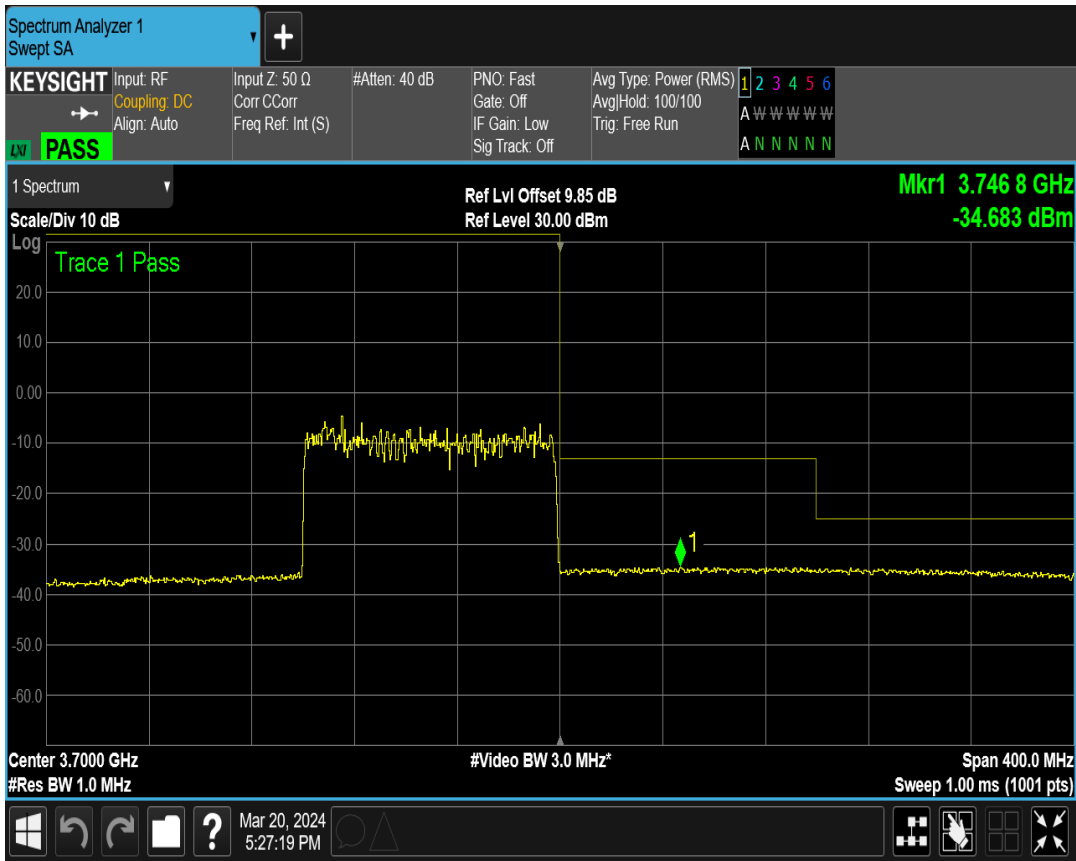 Spectrum Analyzer 1
Swept SA
+
KEYSIGHT
LXI PASS
Input: RF
Coupling: DC
Align: Auto
Input Z: 50 Ω
Corr CCorr
Freq Ref: Int (S)
#Atten: 40 dB
PNO: Fast
Gate: Off
IF Gain: Low
Sig Track: Off
Avg Type: Power (RMS)
Avg|Hold: 100/100
Trig: Free Run
1 2 3 4 5 6
A W W W W W
A N N N N N
1 Spectrum
Scale/Div 10 dB
Ref Lvl Offset 9.85 dB
Ref Level 30.00 dBm
Mkr1 3.746 8 GHz
-34.683 dBm
Log
Trace 1 Pass
20.0
10.0
0.00
-10.0
-20.0
-30.0
-40.0
-50.0
-60.0
1
Center 3.7000 GHz
#Res BW 1.0 MHz
#Video BW 3.0 MHz*
Span 400.0 MHz
Sweep 1.00 ms (1001 pts)
?
Mar 20, 2024
5:27:19 PM